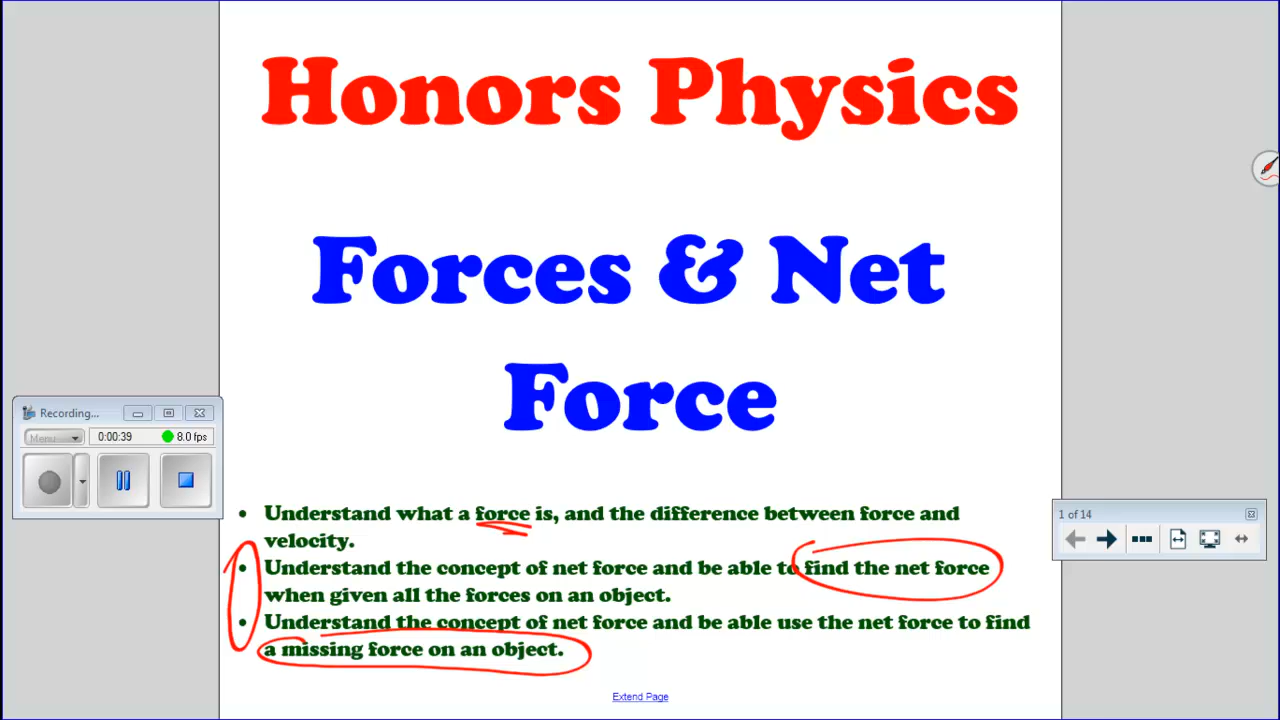 Honors Physics
Forces & Net
Force
Recording...
Menu
0:00:39
8.0 fps
• Understand what a force is, and the difference between force and
velocity.
• Understand the concept of net force and be able to find the net force
when given all the forces on an object.
• Understand the concept of net force and be able use the net force to find
a missing force on an object.
1 of 14
Extend Page